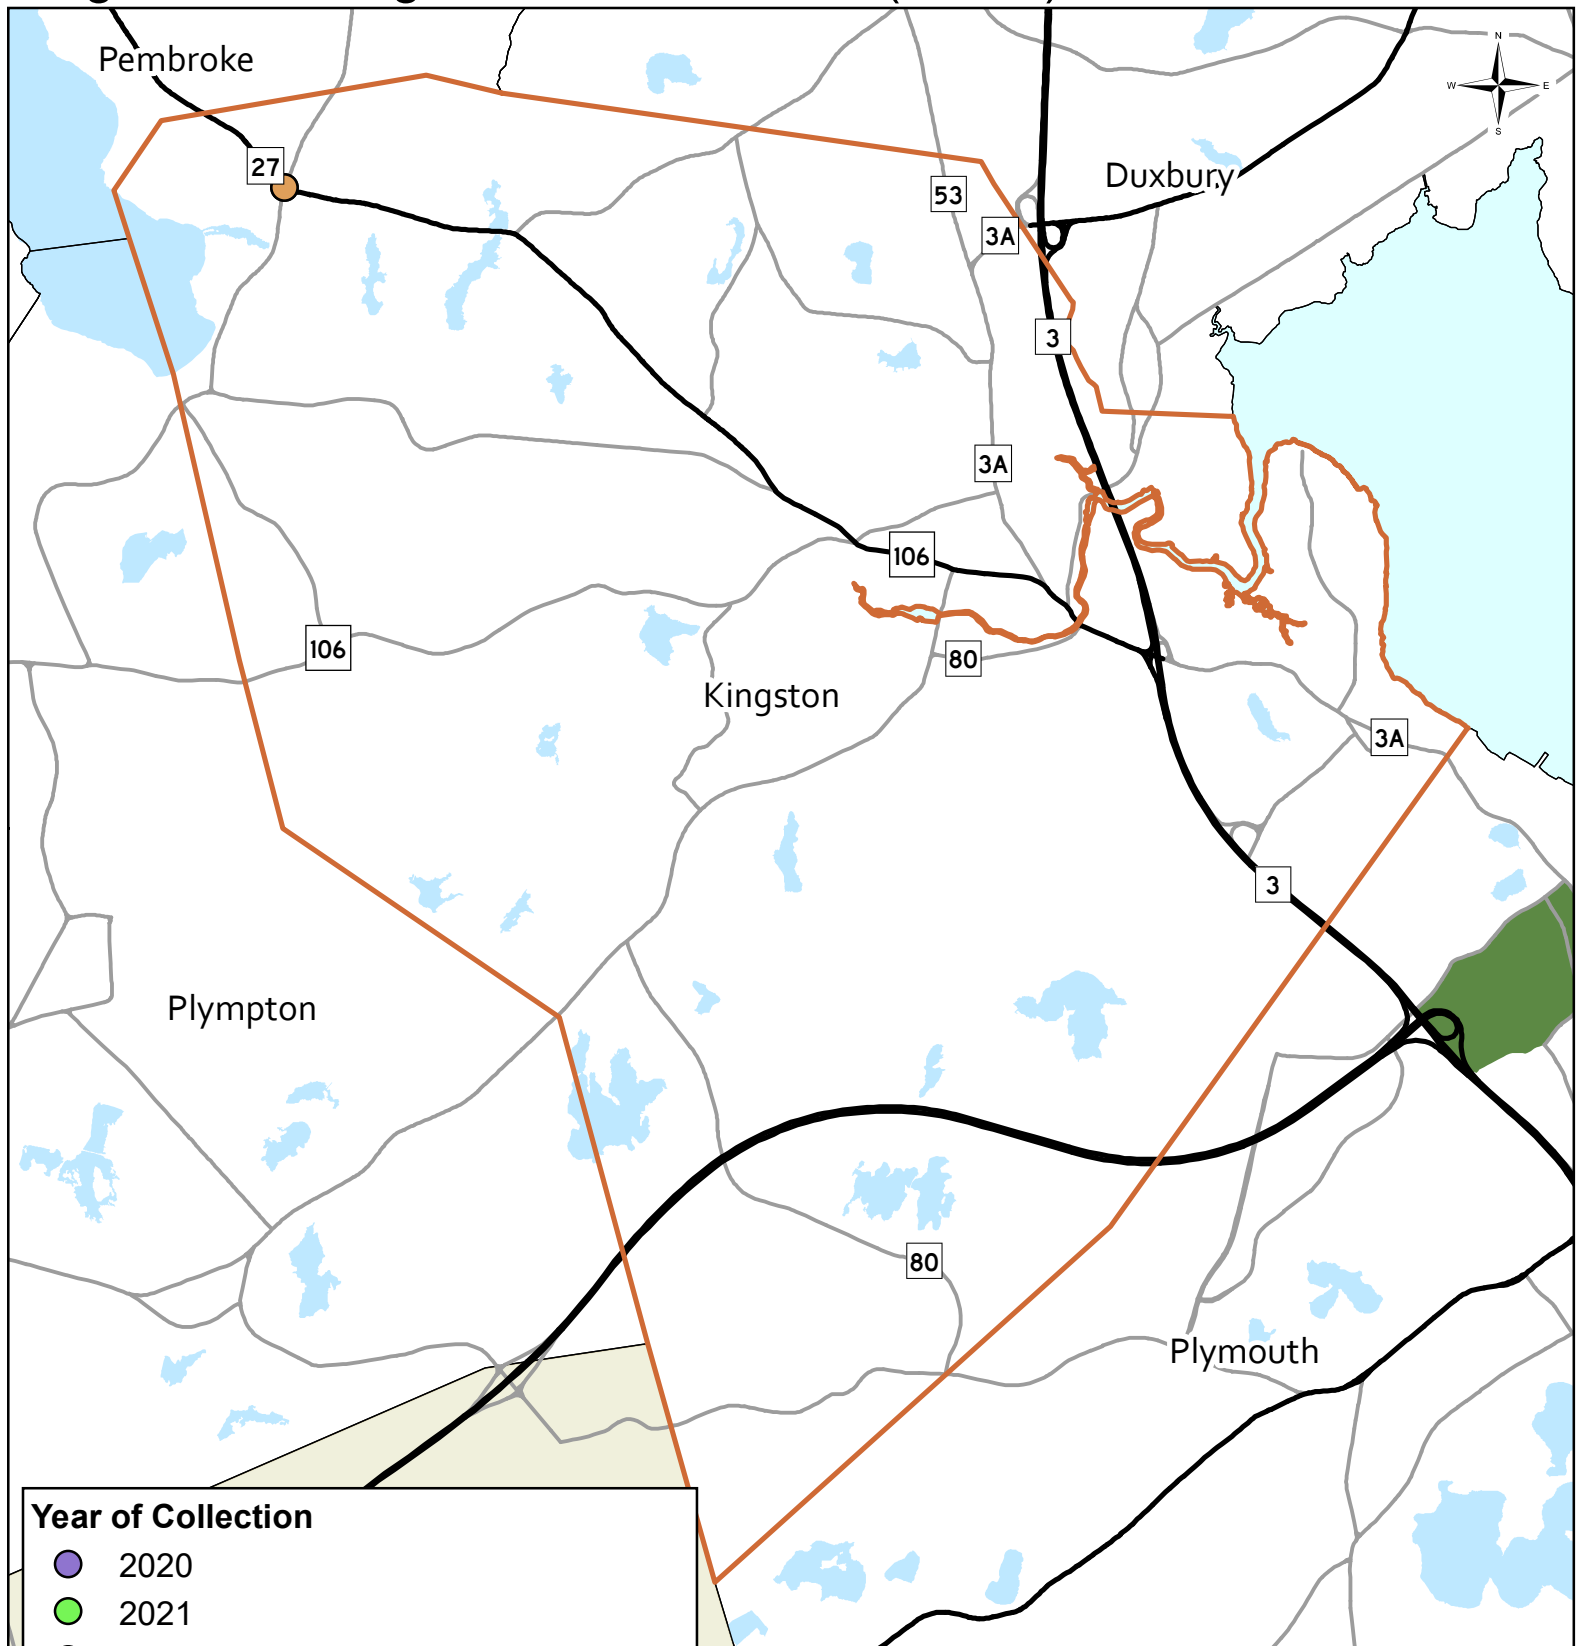 Pembroke
N
W E
S
27
Duxbury
53
3A
3
3A
106
106
80
Kingston
3A
3
Plympton
80
Plymouth
Year of Collection
2020
2021